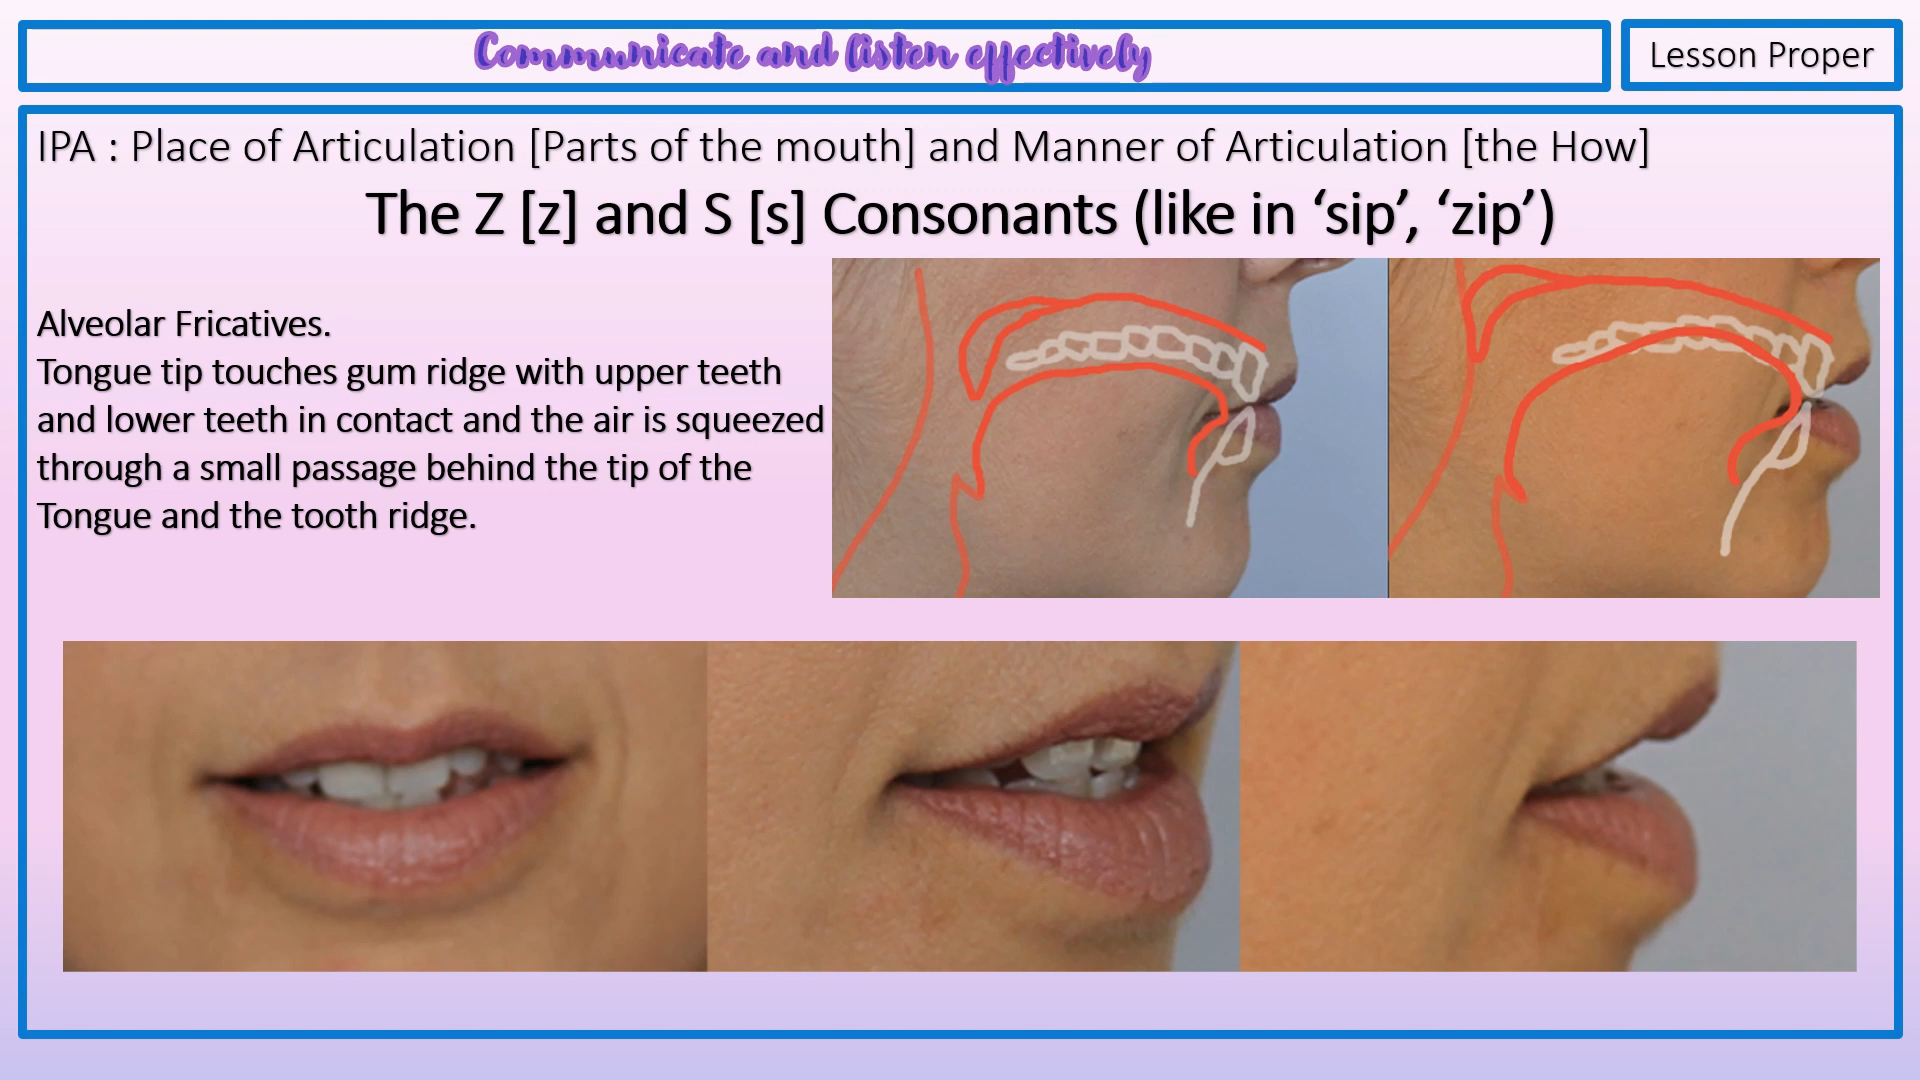 Communicate and listen effectively
Lesson Proper
IPA : Place of Articulation [Parts of the mouth] and Manner of Articulation [the How]
The Z [z] and S [s] Consonants (like in ‘sip’, ‘zip’)
Alveolar Fricatives.
Tongue tip touches gum ridge with upper teeth
and lower teeth in contact and the air is squeezed
through a small passage behind the tip of the
Tongue and the tooth ridge.